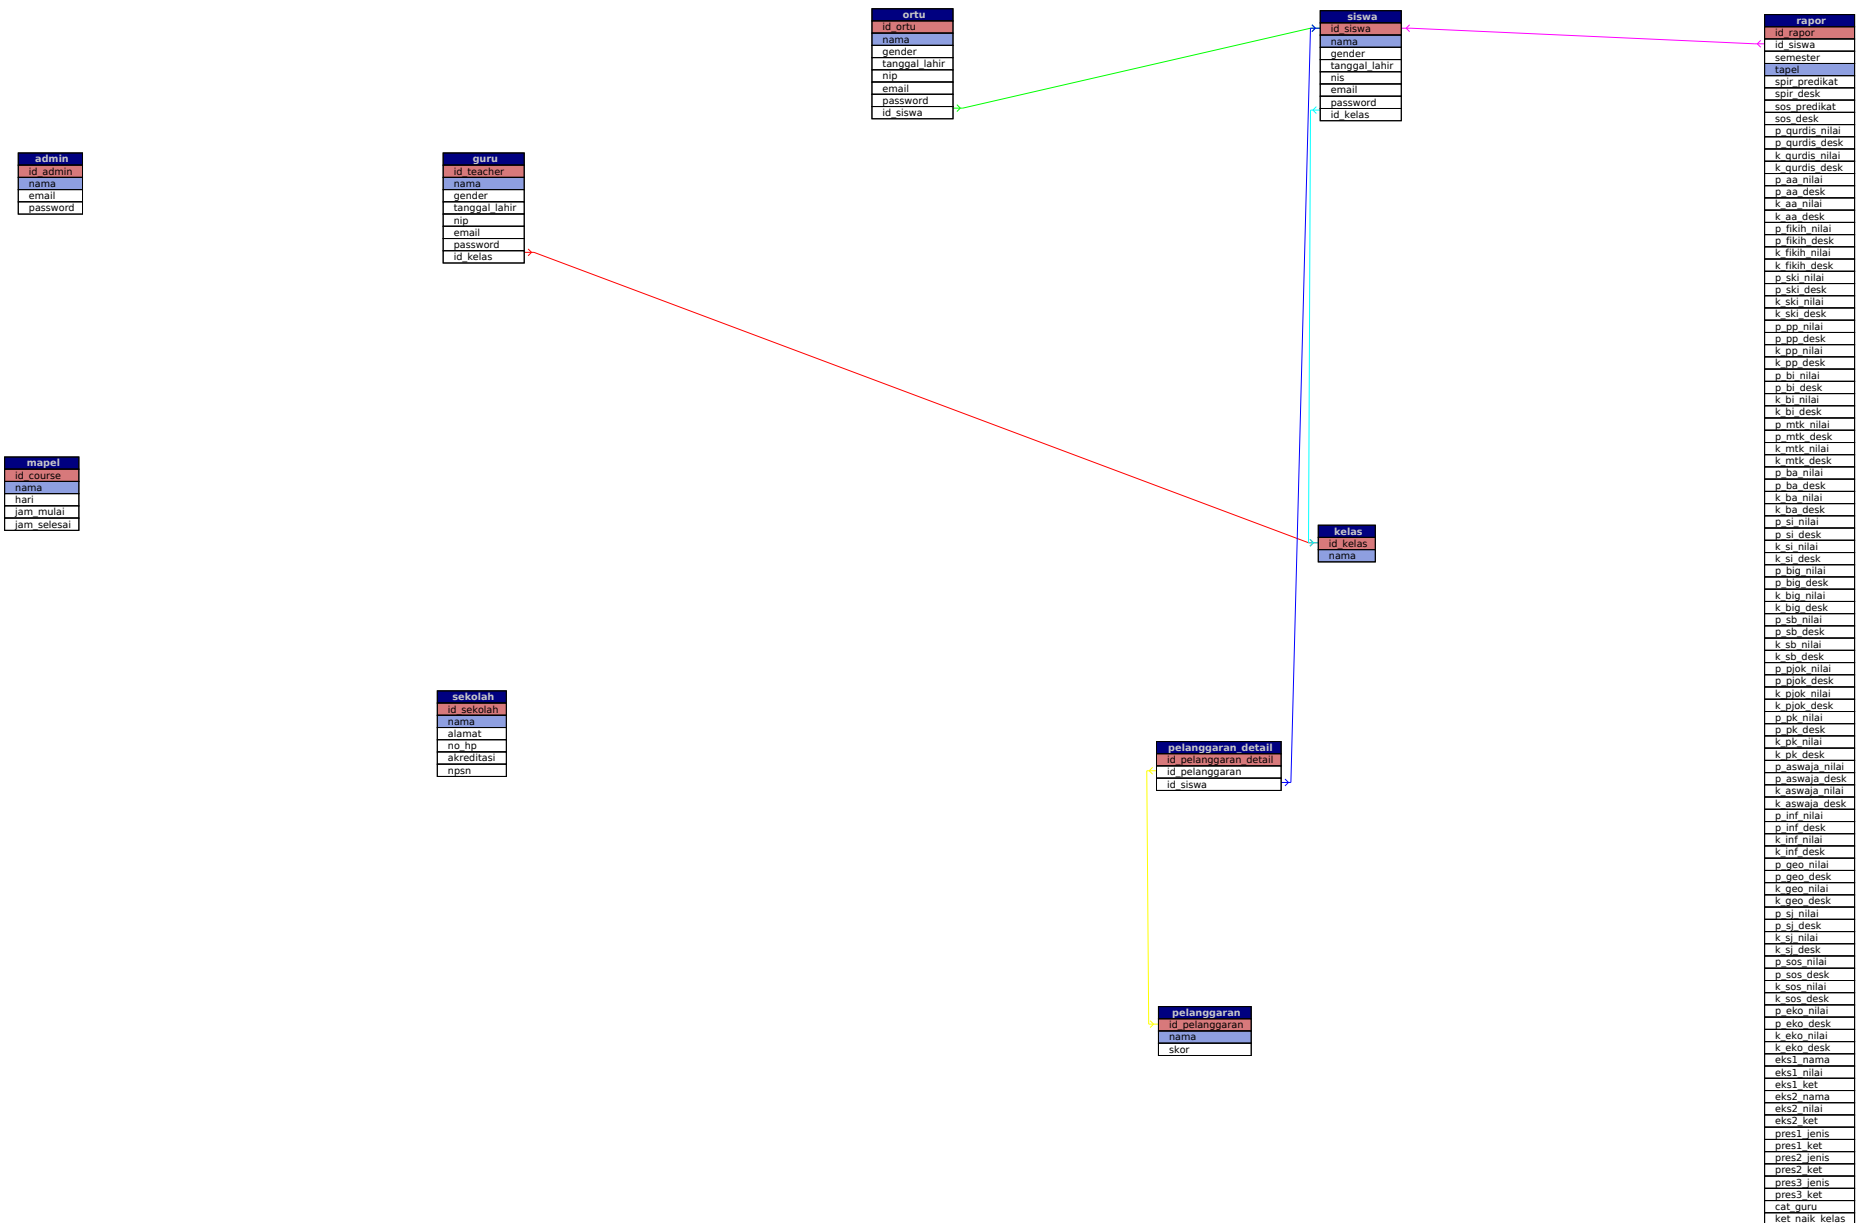 ortu
id_ortu
nama
gender
tanggal_lahir
nip
email
password
id_siswa
siswa
id_siswa
nama
gender
tanggal_lahir
nis
email
password
id_kelas
rapor
id_rapor
id_siswa
semester
tapel
spir_predikat
spir_desk
sos_predikat
sos_desk
p_qurdis_nilai
p_qurdis_desk
k_qurdis_nilai
k_qurdis_desk
p_aa_nilai
p_aa_desk
k_aa_nilai
k_aa_desk
p_fikih_nilai
p_fikih_desk
k_fikih_nilai
k_fikih_desk
p_ski_nilai
p_ski_desk
k_ski_nilai
k_ski_desk
p_pp_nilai
p_pp_desk
k_pp_nilai
k_pp_desk
p_bi_nilai
p_bi_desk
k_bi_nilai
k_bi_desk
p_mtk_nilai
p_mtk_desk
k_mtk_nilai
k_mtk_desk
p_ba_nilai
p_ba_desk
k_ba_nilai
k_ba_desk
p_si_nilai
p_si_desk
k_si_nilai
k_si_desk
p_big_nilai
p_big_desk
k_big_nilai
k_big_desk
p_sb_nilai
p_sb_desk
k_sb_nilai
k_sb_desk
p_pjok_nilai
p_pjok_desk
k_pjok_nilai
k_pjok_desk
p_pk_nilai
p_pk_desk
k_pk_nilai
k_pk_desk
p_aswaja_nilai
p_aswaja_desk
k_aswaja_nilai
k_aswaja_desk
p_inf_nilai
p_inf_desk
k_inf_nilai
k_inf_desk
p_geo_nilai
p_geo_desk
k_geo_nilai
k_geo_desk
p_sj_nilai
p_sj_desk
k_sj_nilai
k_sj_desk
p_sos_nilai
p_sos_desk
k_sos_nilai
k_sos_desk
p_eko_nilai
p_eko_desk
k_eko_nilai
k_eko_desk
eks1_nama
eks1_nilai
eks1_ket
eks2_nama
eks2_nilai
eks2_ket
pres1_jenis
pres1_ket
pres2_jenis
pres2_ket
pres3_jenis
pres3_ket
cat_guru
ket_naik_kelas
admin
id_admin
nama
email
password
guru
id_teacher
nama
gender
tanggal_lahir
nip
email
password
id_kelas
mapel
id_course
nama
hari
jam_mulai
jam_selesai
kelas
id_kelas
nama
sekolah
id_sekolah
nama
alamat
no_hp
akreditasi
npsn
pelanggaran_detail
id_pelanggaran_detail
id_pelanggaran
id_siswa
pelanggaran
id_pelanggaran
nama
skor